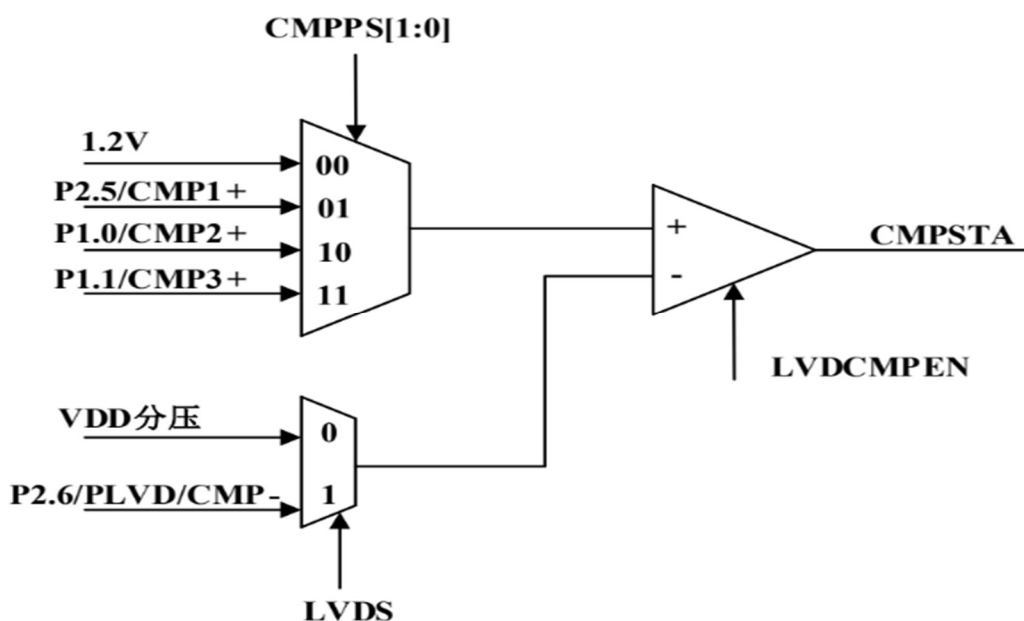 CMPPS[1:0]
1.2V
00
P2.5/CMP1+
01
P1.0/CMP2+
10
P1.1/CMP3+
11
+
-
CMPSTA
LVDCMPEN
VDD分压
0
P2.6/PLVD/CMP-
1
LVDS